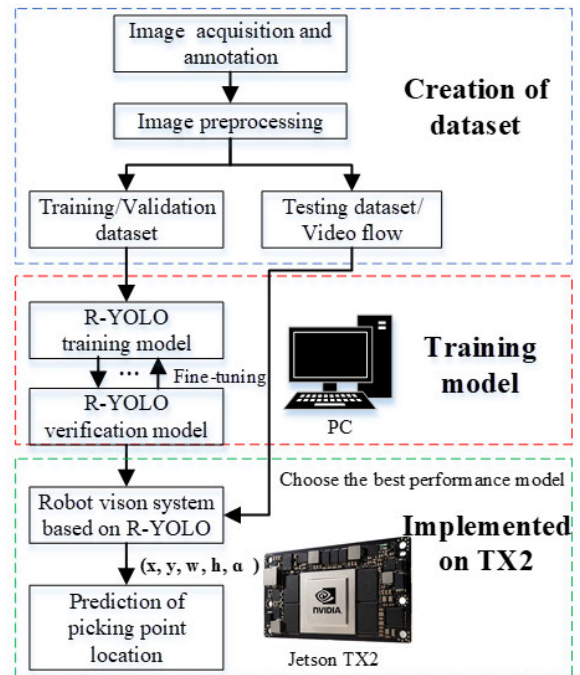 Image acquisition and
annotation
Creation of
dataset
Image preprocessing
Training/Validation
dataset
Testing dataset/
Video flow
R-YOLO
training model
...
Fine-tuning
Training
model
R-YOLO
verification model
PC
Choose the best performance model
Robot vison system
based on R-YOLO
Implemented
on TX2
(x, y, w, h, α )
NVIDIA
Prediction of
picking point
location
Jetson TX2